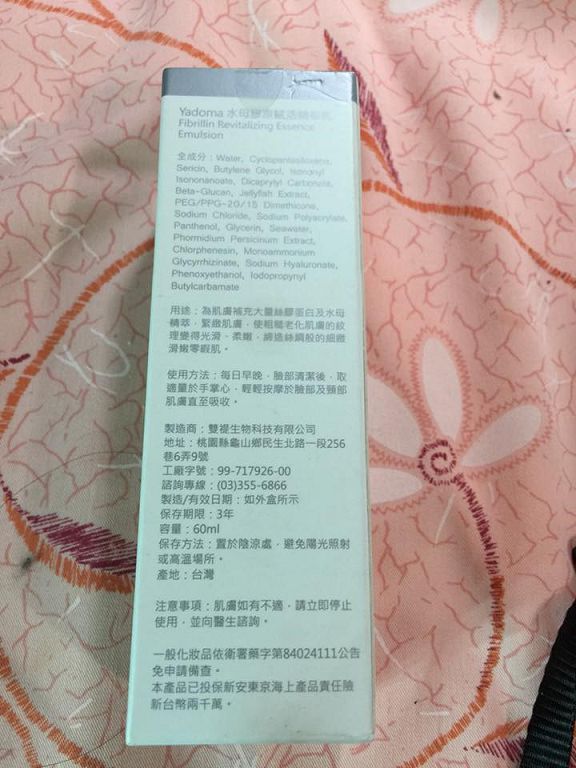 Yadoma 水母膠原賦活精華乳
Fibrillin Revitalizing Essence
Emulsion
全成分：Water, Cyclopentasiloxane,
Sericin, Butylene Glycol, Isononyl
Isononanoate, Dicaprylyl Carbonate,
Beta-Glucan, Jellyfish Extract,
PEG/PPG-20/15 Dimethicone,
Sodium Chloride, Sodium Polyacrylate,
Panthenol, Glycerin, Seawater,
Phormidium Persicinum Extract,
Chlorphenesin, Monoammonium
Glycyrrhizinate, Sodium Hyaluronate,
Phenoxyethanol, Iodopropynyl
Butylcarbamate
用途：為肌膚補充大量絲膠蛋白及水母
精萃，緊緻肌膚，使粗糙老化肌膚的紋
理變得光滑、柔嫩，締造絲綢般的細緻
滑嫩零瑕肌。
使用方法：每日早晚，臉部清潔後，取
適量於手掌心，輕輕按摩於臉部及頸部
肌膚直至吸收。
製造商：雙褆生物科技有限公司
地址：桃園縣龜山鄉民生北路一段256
巷6弄9號
工廠字號：99-717926-00
諮詢專線：(03)355-6866
製造/有效日期：如外盒所示
保存期限：3年
容量：60ml
保存方法：置於陰涼處，避免陽光照射
或高溫場所。
產地：台灣
注意事項：肌膚如有不適，請立即停止
使用，並向醫生諮詢。
一般化妝品依衛署藥字第84024111公告
免申請備查。
本產品已投保新安東京海上產品責任險
新台幣兩千萬。